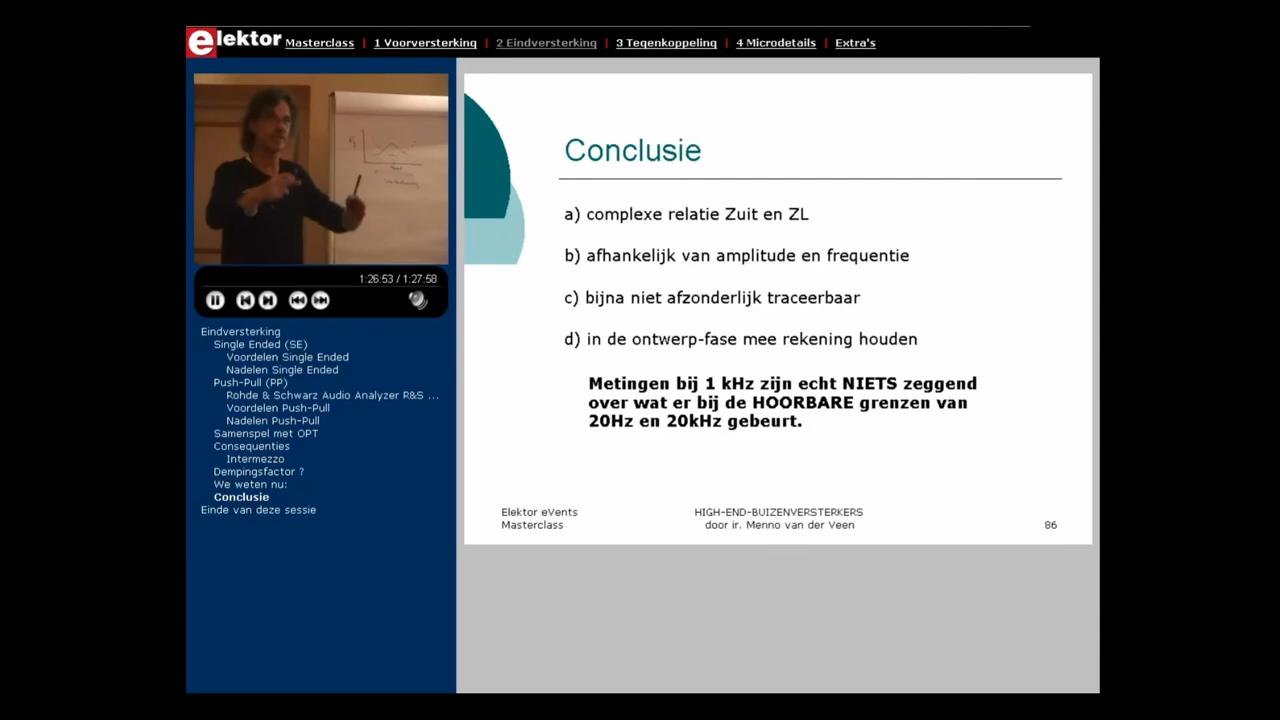 elektor Masterclass | 1 Voorversterking | 2 Eindversterking | 3 Tegenkoppeling | 4 Microdetails | Extra's
1:26:53 / 1:27:58
Eindversterking
Single Ended (SE)
Voordelen Single Ended
Nadelen Single Ended
Push-Pull (PP)
Rohde & Schwarz Audio Analyzer R&S ...
Voordelen Push-Pull
Nadelen Push-Pull
Samenspel met OPT
Consequenties
Intermezzo
Dempingsfactor ?
We weten nu:
Conclusie
Einde van deze sessie
Conclusie
a) complexe relatie Zuit en ZL
b) afhankelijk van amplitude en frequentie
c) bijna niet afzonderlijk traceerbaar
d) in de ontwerp-fase mee rekening houden
Metingen bij 1 kHz zijn echt NIETS zeggend
over wat er bij de HOORBARE grenzen van
20Hz en 20kHz gebeurt.
Elektor eVents
Masterclass
HIGH-END-BUIZENVERSTERKERS
door ir. Menno van der Veen
86